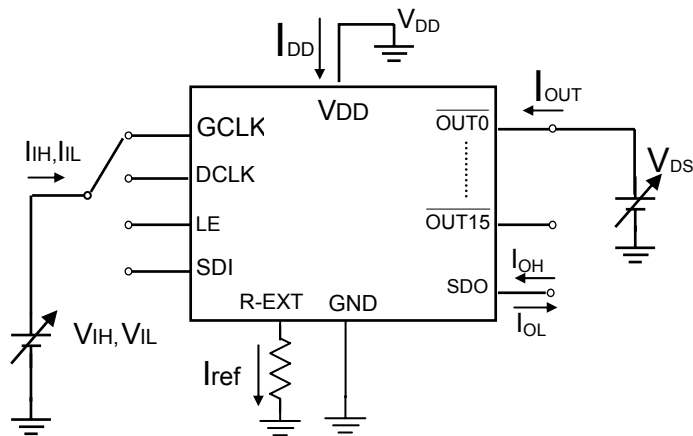 VDD
IDD
VDD
IOUT
GCLK
OUT0
IIH,IIL
VDS
DCLK
LE
OUT15
IOH
SDI
SDO
R-EXT
GND
IOL
VIH,VIL
Iref